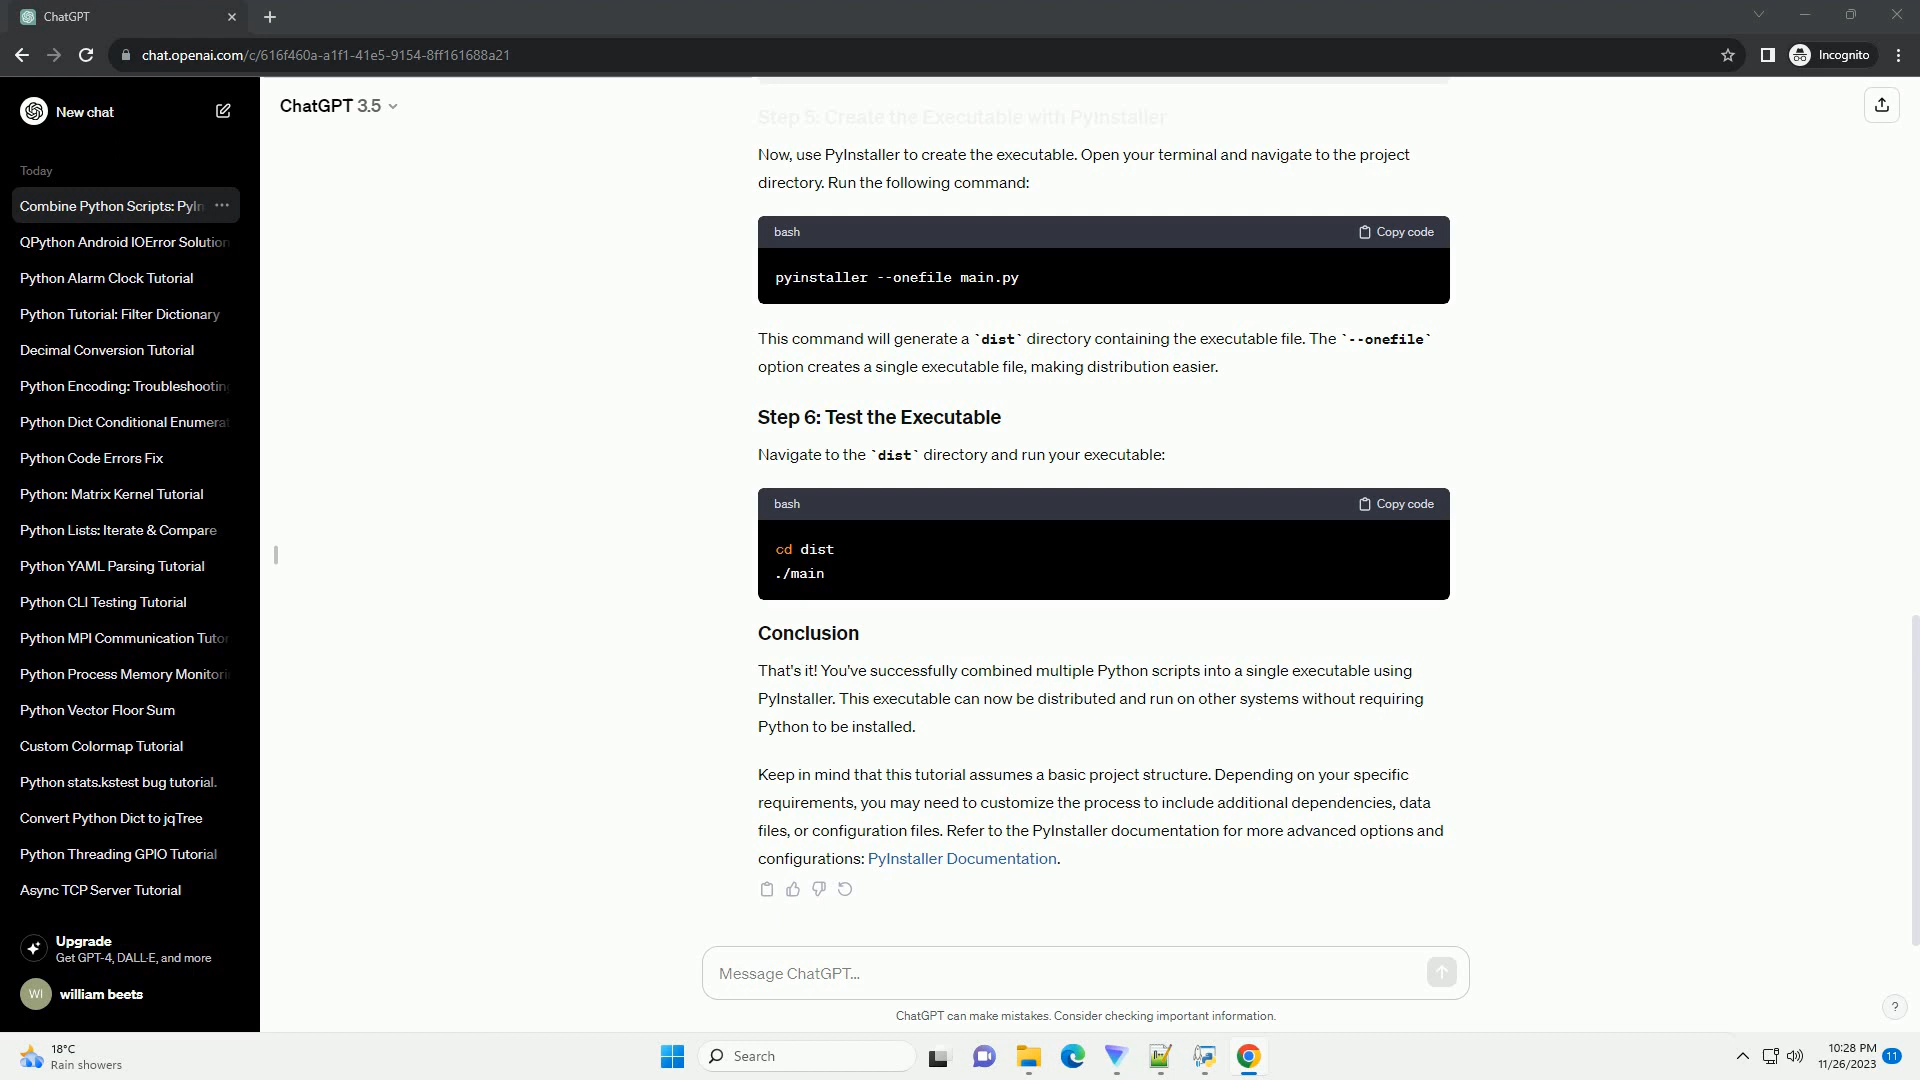 ChatGPT
chat.openai.com/c/616f460a-a1f1-41e5-9154-8ff161688a21
Incognito
New chat
Today
Combine Python Scripts: PyIn
QPython Android IOError Solution
Python Alarm Clock Tutorial
Python Tutorial: Filter Dictionary
Decimal Conversion Tutorial
Python Encoding: Troubleshooting
Python Dict Conditional Enumerat
Python Code Errors Fix
Python: Matrix Kernel Tutorial
Python Lists: Iterate & Compare
Python YAML Parsing Tutorial
Python CLI Testing Tutorial
Python MPI Communication Tutor
Python Process Memory Monitori
Python Vector Floor Sum
Custom Colormap Tutorial
Python stats.kstest bug tutorial.
Convert Python Dict to jqTree
Python Threading GPIO Tutorial
Async TCP Server Tutorial
Upgrade
Get GPT-4, DALL·E, and more
WI
william beets
ChatGPT 3.5
Step 5: Create the Executable with PyInstaller
Now, use PyInstaller to create the executable. Open your terminal and navigate to the project
directory. Run the following command:
bash
Copy code
pyinstaller --onefile main.py
This command will generate a `dist` directory containing the executable file. The `--onefile`
option creates a single executable file, making distribution easier.
Step 6: Test the Executable
Navigate to the `dist` directory and run your executable:
bash
Copy code
cd dist
./main
Conclusion
That's it! You've successfully combined multiple Python scripts into a single executable using
PyInstaller. This executable can now be distributed and run on other systems without requiring
Python to be installed.
Keep in mind that this tutorial assumes a basic project structure. Depending on your specific
requirements, you may need to customize the process to include additional dependencies, data
files, or configuration files. Refer to the PyInstaller documentation for more advanced options and
configurations: PyInstaller Documentation.
Message ChatGPT...
ChatGPT can make mistakes. Consider checking important information.
?
18°C
Rain showers
Search
10:28 PM
11/26/2023
11